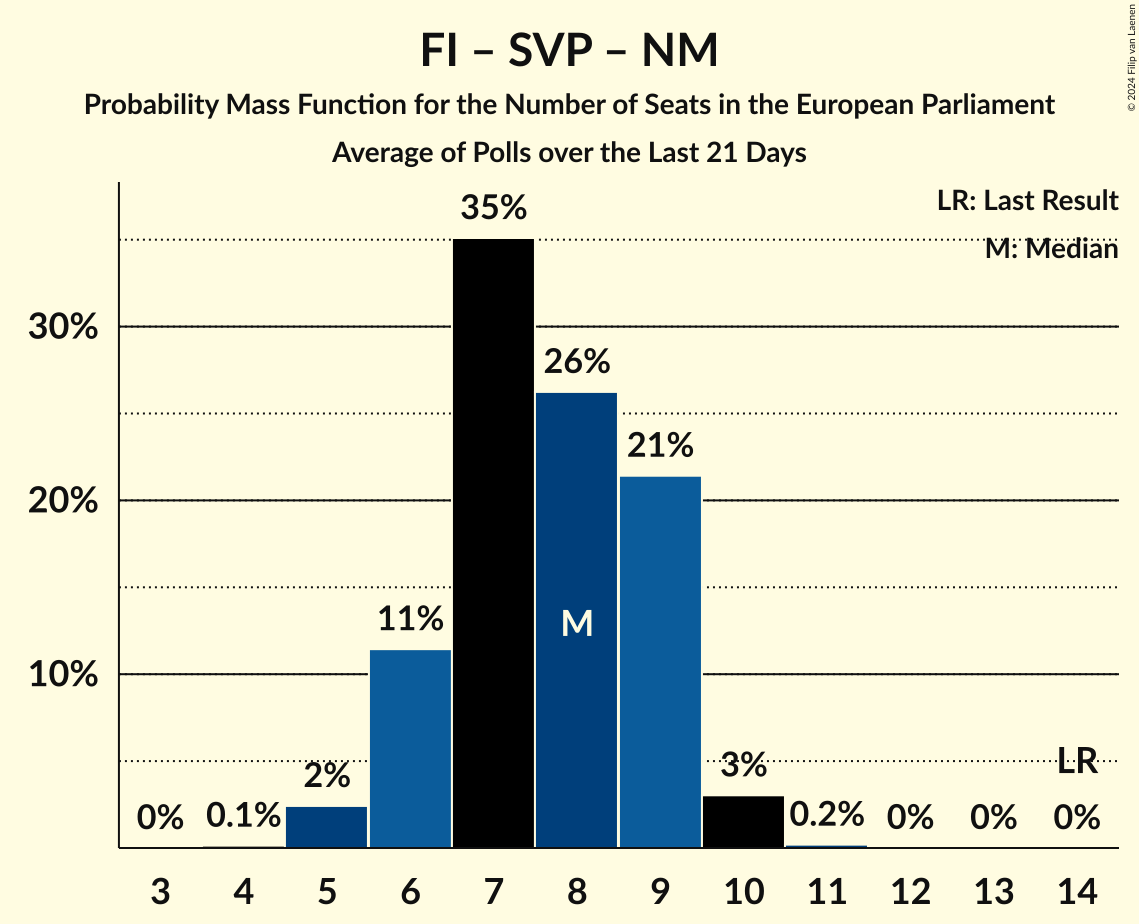 FI – SVP – NM
Probability Mass Function for the Number of Seats in the European Parliament
Average of Polls over the Last 21 Days
© 2024 Filip van Laenen
LR: Last Result
M: Median
35%
30%
26%
21%
20%
11%
M
10%
2%
3%
LR
0%
0.1%
0.2%
0%
0%
0%
3 4 5 6 7 8 9 10 11 12 13 14